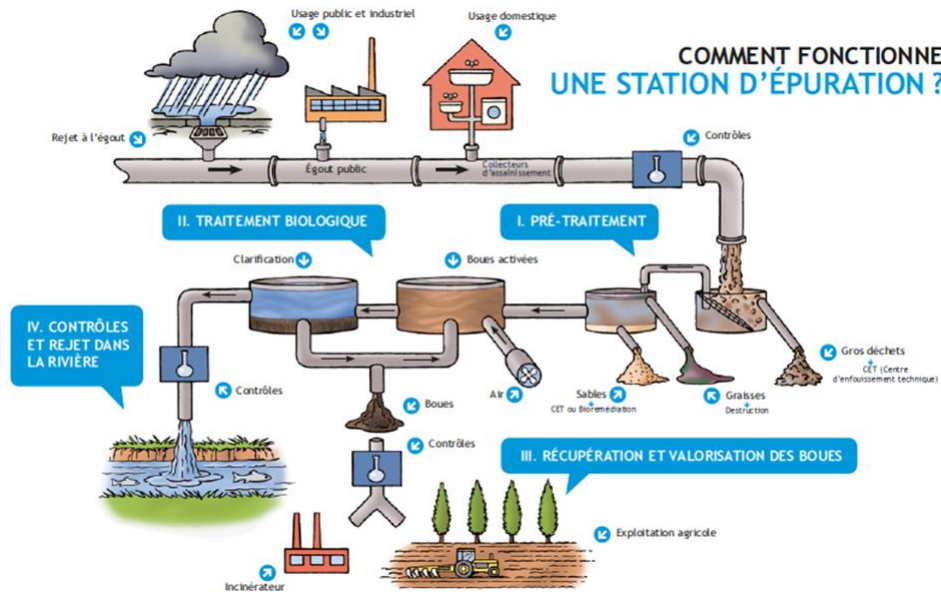 Usage public et industriel
Usage domestique
COMMENT FONCTIONNE
UNE STATION D'ÉPURATION ?
Rejet à l'égout
Contrôles
Égout public
Collecteurs
d'assainissement
II. TRAITEMENT BIOLOGIQUE
I. PRÉ-TRAITEMENT
Clarification
Boues activées
IV. CONTRÔLES
ET REJET DANS
LA RIVIÈRE
Contrôles
Boues
Air
Sables
CET ou Bioremédiation
Graisses
Destruction
Gros déchets
CET (Centre
d'enfouissement technique)
Contrôles
III. RÉCUPÉRATION ET VALORISATION DES BOUES
Exploitation agricole
Incinérateur